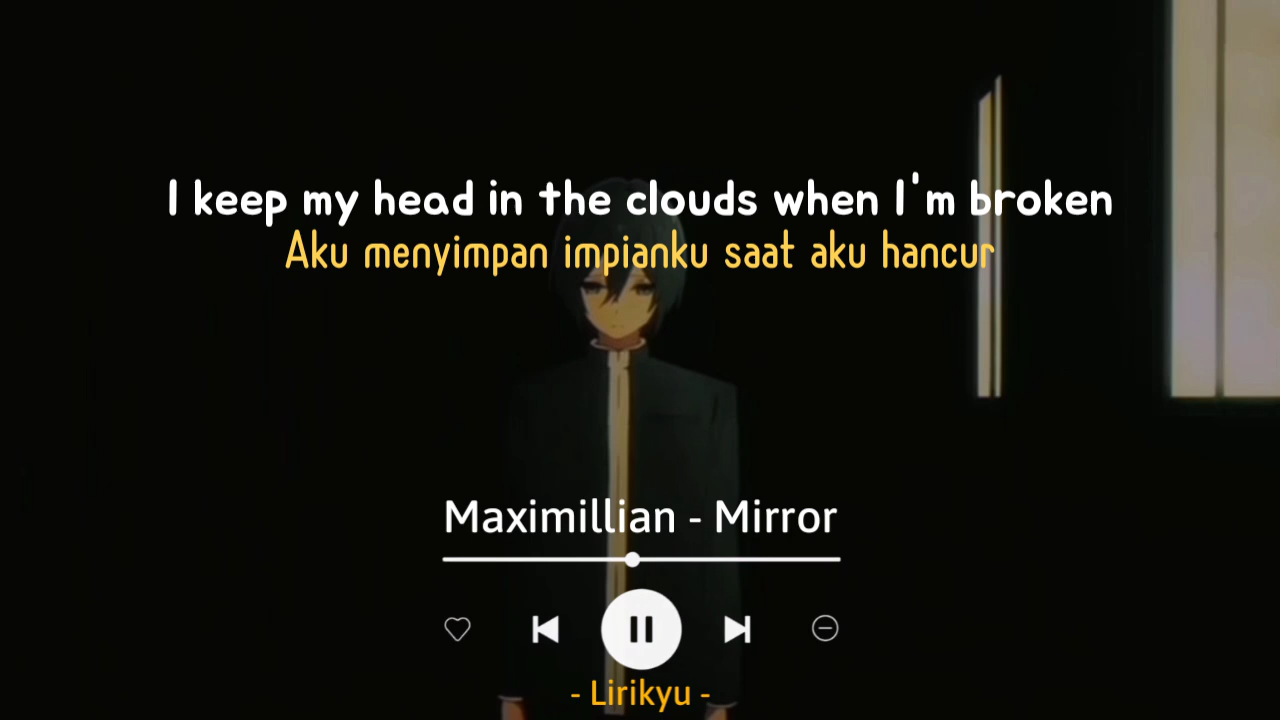 I keep my head in the clouds when I'm broken
Aku menyimpan impianku saat aku hancur
Maximillian - Mirror
- Lirikyu -